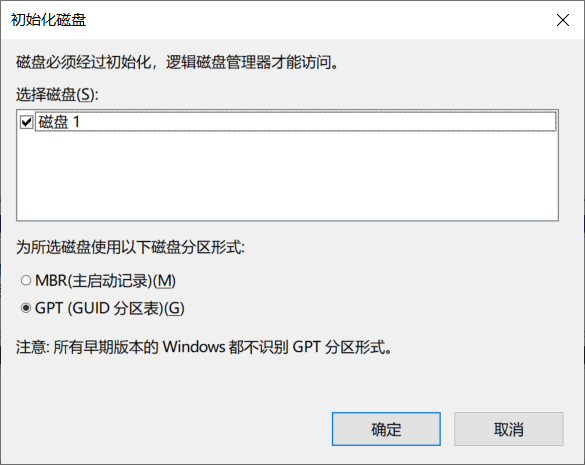 初始化磁盘
磁盘必须经过初始化，逻辑磁盘管理器才能访问。
选择磁盘(S):
磁盘 1
为所选磁盘使用以下磁盘分区形式:
MBR(主启动记录)(M)
GPT (GUID 分区表)(G)
注意: 所有早期版本的 Windows 都不识别 GPT 分区形式。
确定
取消